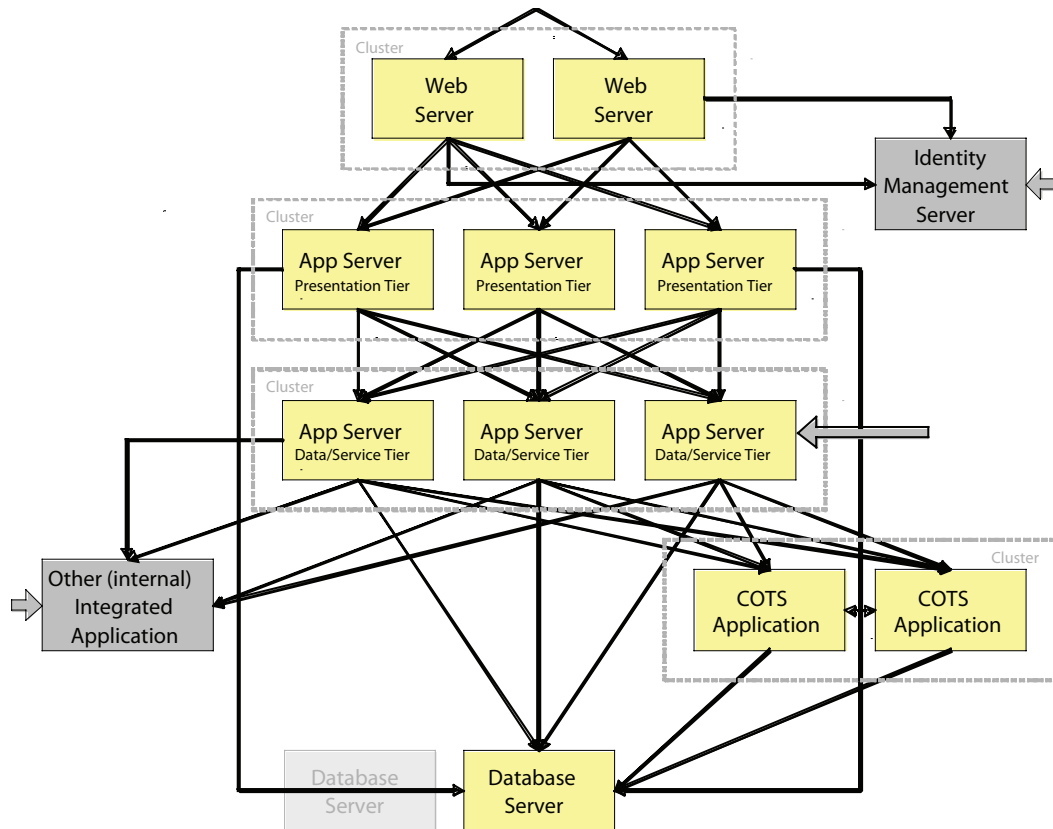 Cluster
Web
Server
Web
Server
Identity
Management
Server
Cluster
App Server
Presentation Tier
App Server
Presentation Tier
App Server
Presentation Tier
Cluster
App Server
Data/Service Tier
App Server
Data/Service Tier
App Server
Data/Service Tier
Cluster
Other (internal)
Integrated
Application
COTS
Application
COTS
Application
Database
Server
Database
Server